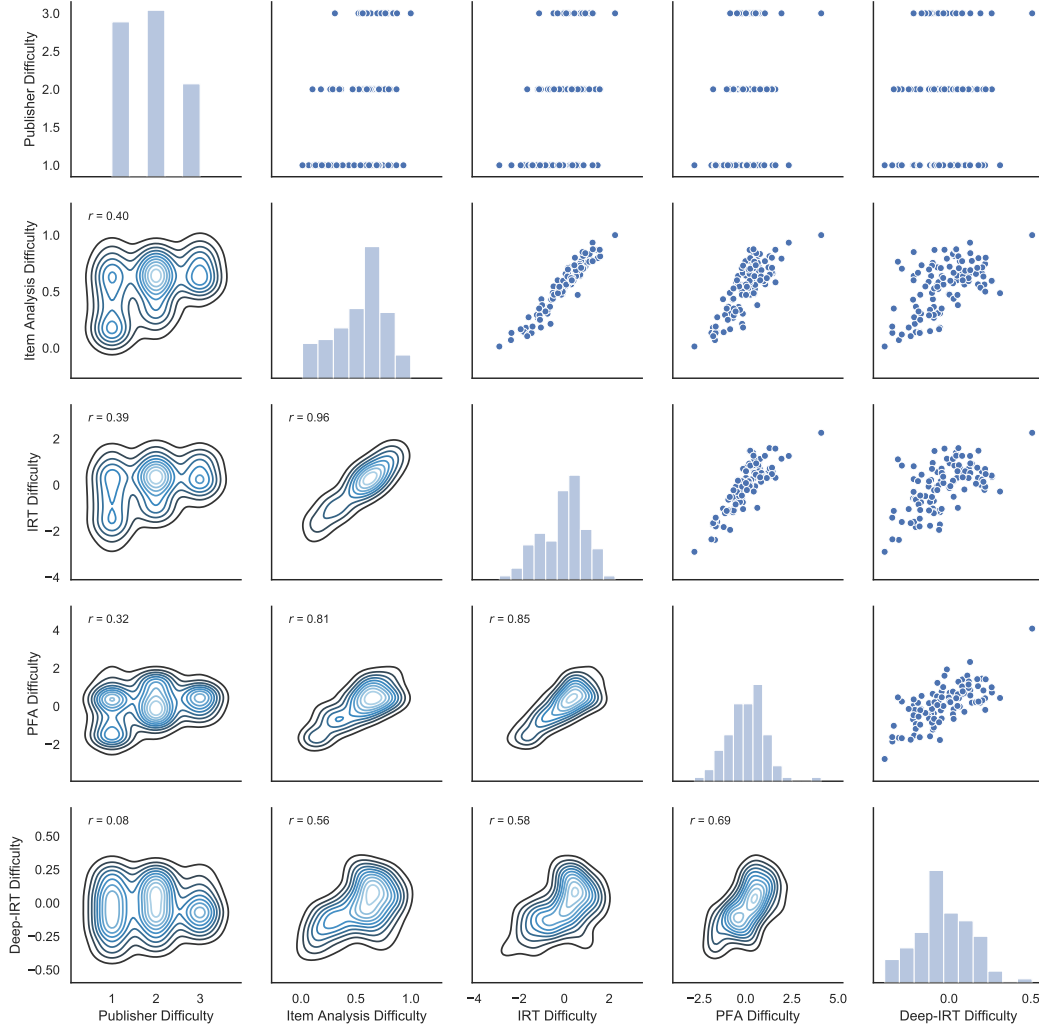 Publisher Difficulty
3.0
2.5
2.0
1.5
1.0
Item Analysis Difficulty
1.0
0.5
0.0
r = 0.40
IRT Difficulty
2
0
−2
−4
r = 0.39
r = 0.96
PFA Difficulty
4
2
0
−2
r = 0.32
r = 0.81
r = 0.85
Deep-IRT Difficulty
0.50
0.25
0.00
−0.25
−0.50
r = 0.08
r = 0.56
r = 0.58
r = 0.69
1 2 3
0.0 0.5 1.0
−4 −2 0 2
−2.5 0.0 2.5 5.0
0.0 0.5
Publisher Difficulty
Item Analysis Difficulty
IRT Difficulty
PFA Difficulty
Deep-IRT Difficulty